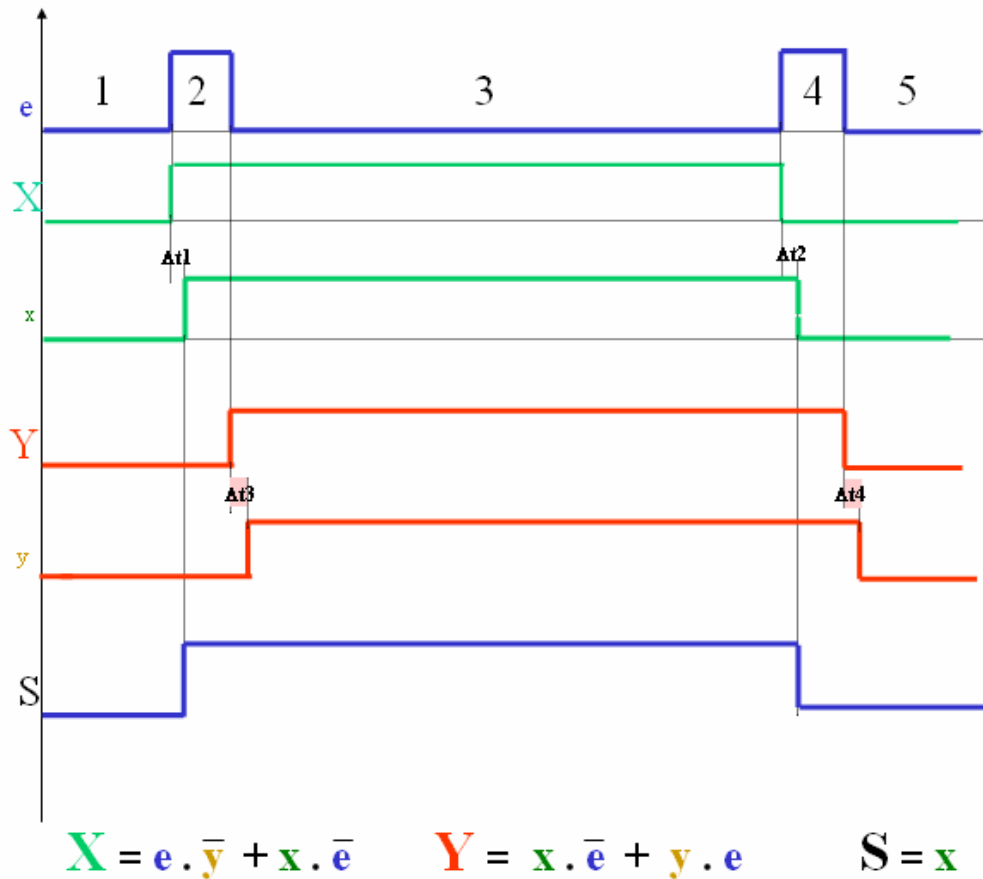 1 2 3 4 5
e
X
Δt1 Δt2
x
Y
Δt3 Δt4
y
S
X = e . y̅ + x . e̅ Y = x . e̅ + y . e S = x